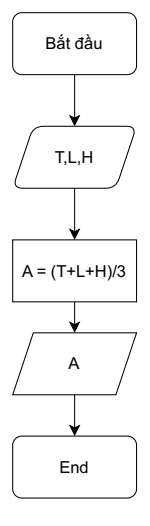 Bắt đầu
T,L,H
A = (T+L+H)/3
A
End